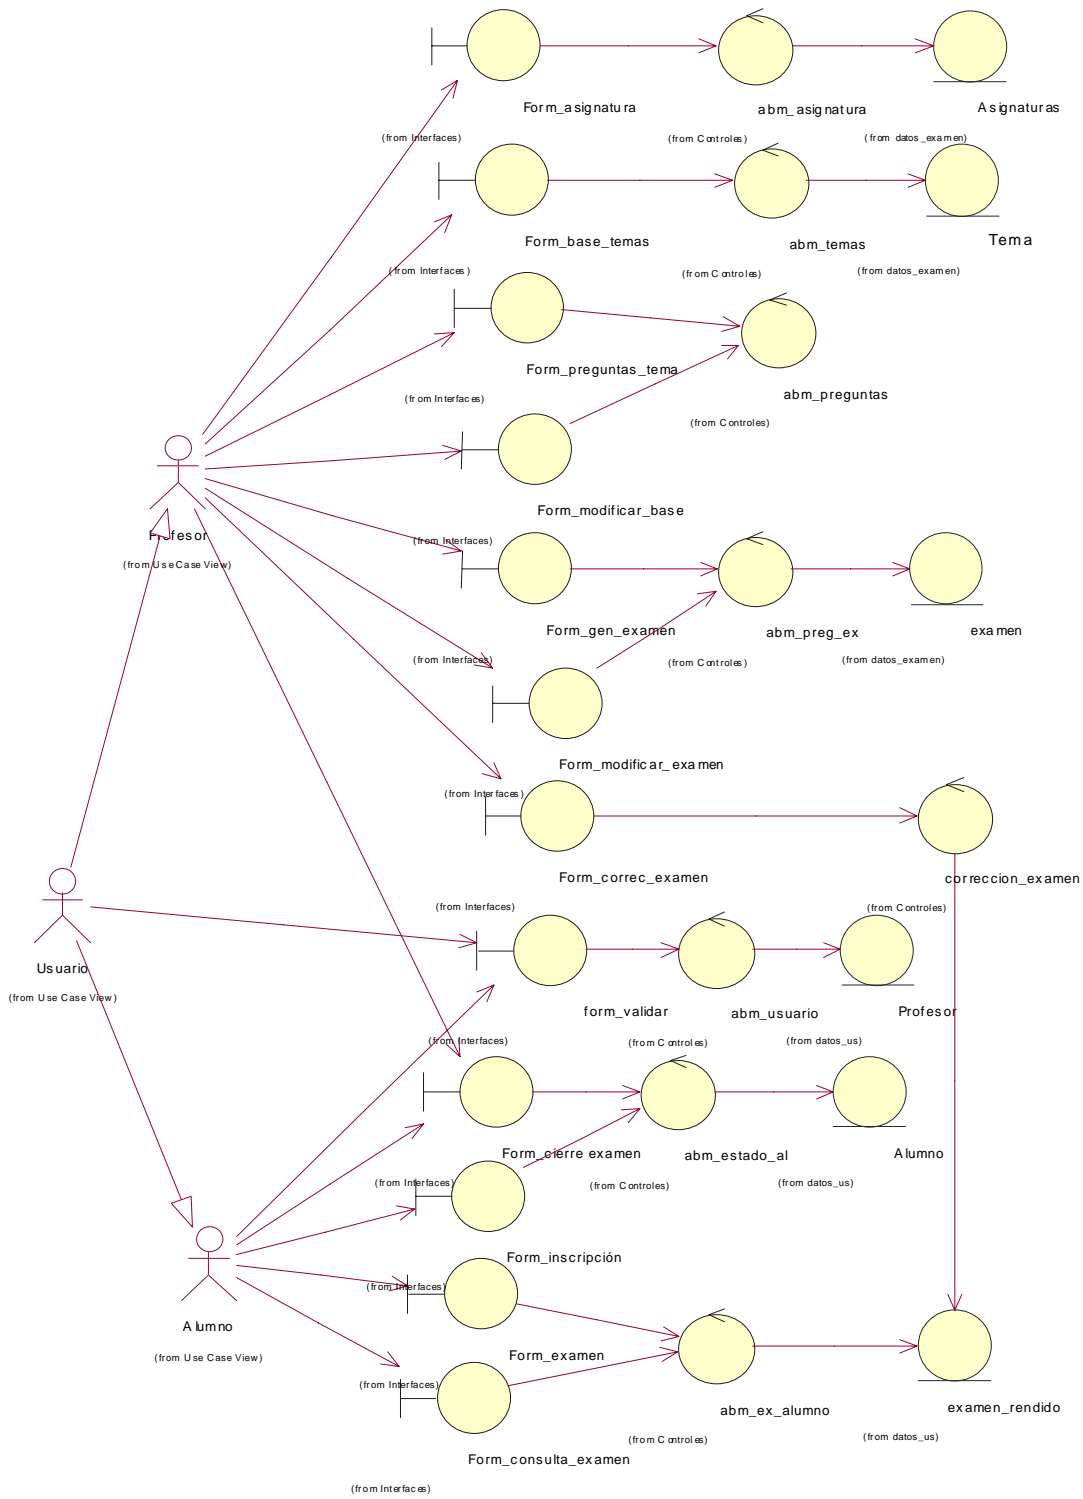 Form_asignatura
abm_asignatura
Asignaturas
(from Interfaces)
(from Controles)
(from datos_examen)
Form_base_temas
abm_temas
Tema
(from Interfaces)
(from Controles)
(from datos_examen)
Form_preguntas_tema
abm_preguntas
(from Interfaces)
(from Controles)
Form_modificar_base
Profesor
(from Use Case View)
(from Interfaces)
Form_gen_examen
abm_preg_ex
examen
(from Interfaces)
(from Controles)
(from datos_examen)
Form_modificar_examen
(from Interfaces)
Form_correc_examen
correccion_examen
(from Interfaces)
(from Controles)
Usuario
(from Use Case View)
form_validar
abm_usuario
Profesor
(from Interfaces)
(from Controles)
(from datos_us)
Form_cierre examen
abm_estado_al
Alumno
(from Interfaces)
(from Controles)
(from datos_us)
Form_inscripción
(from Interfaces)
Alumno
(from Use Case View)
Form_examen
(from Interfaces)
abm_ex_alumno
examen_rendido
(from Controles)
(from datos_us)
Form_consulta_examen
(from Interfaces)